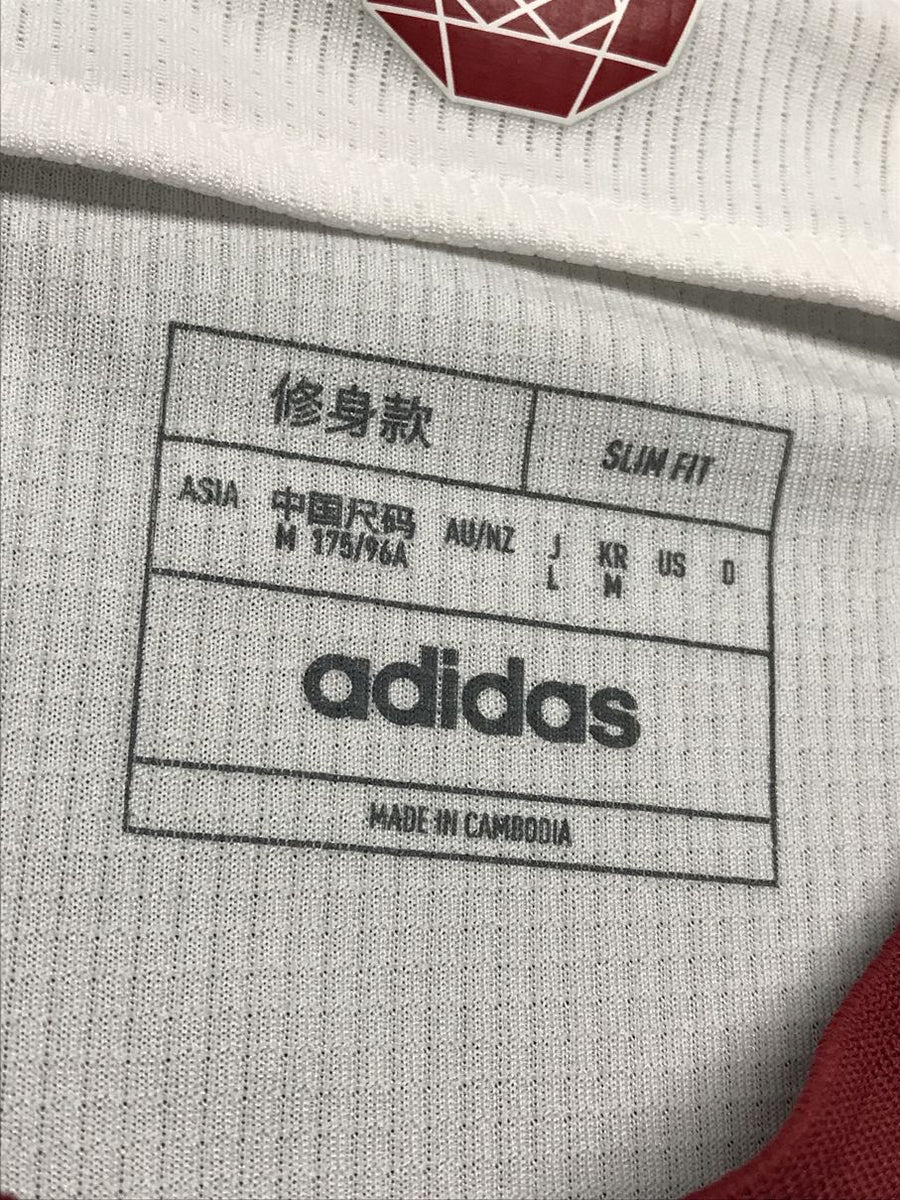 修身款 SLIM FIT
ASIA 中国尺码 AU/NZ J KR US D
M 175/96A L M
adidas
MADE IN CAMBODIA